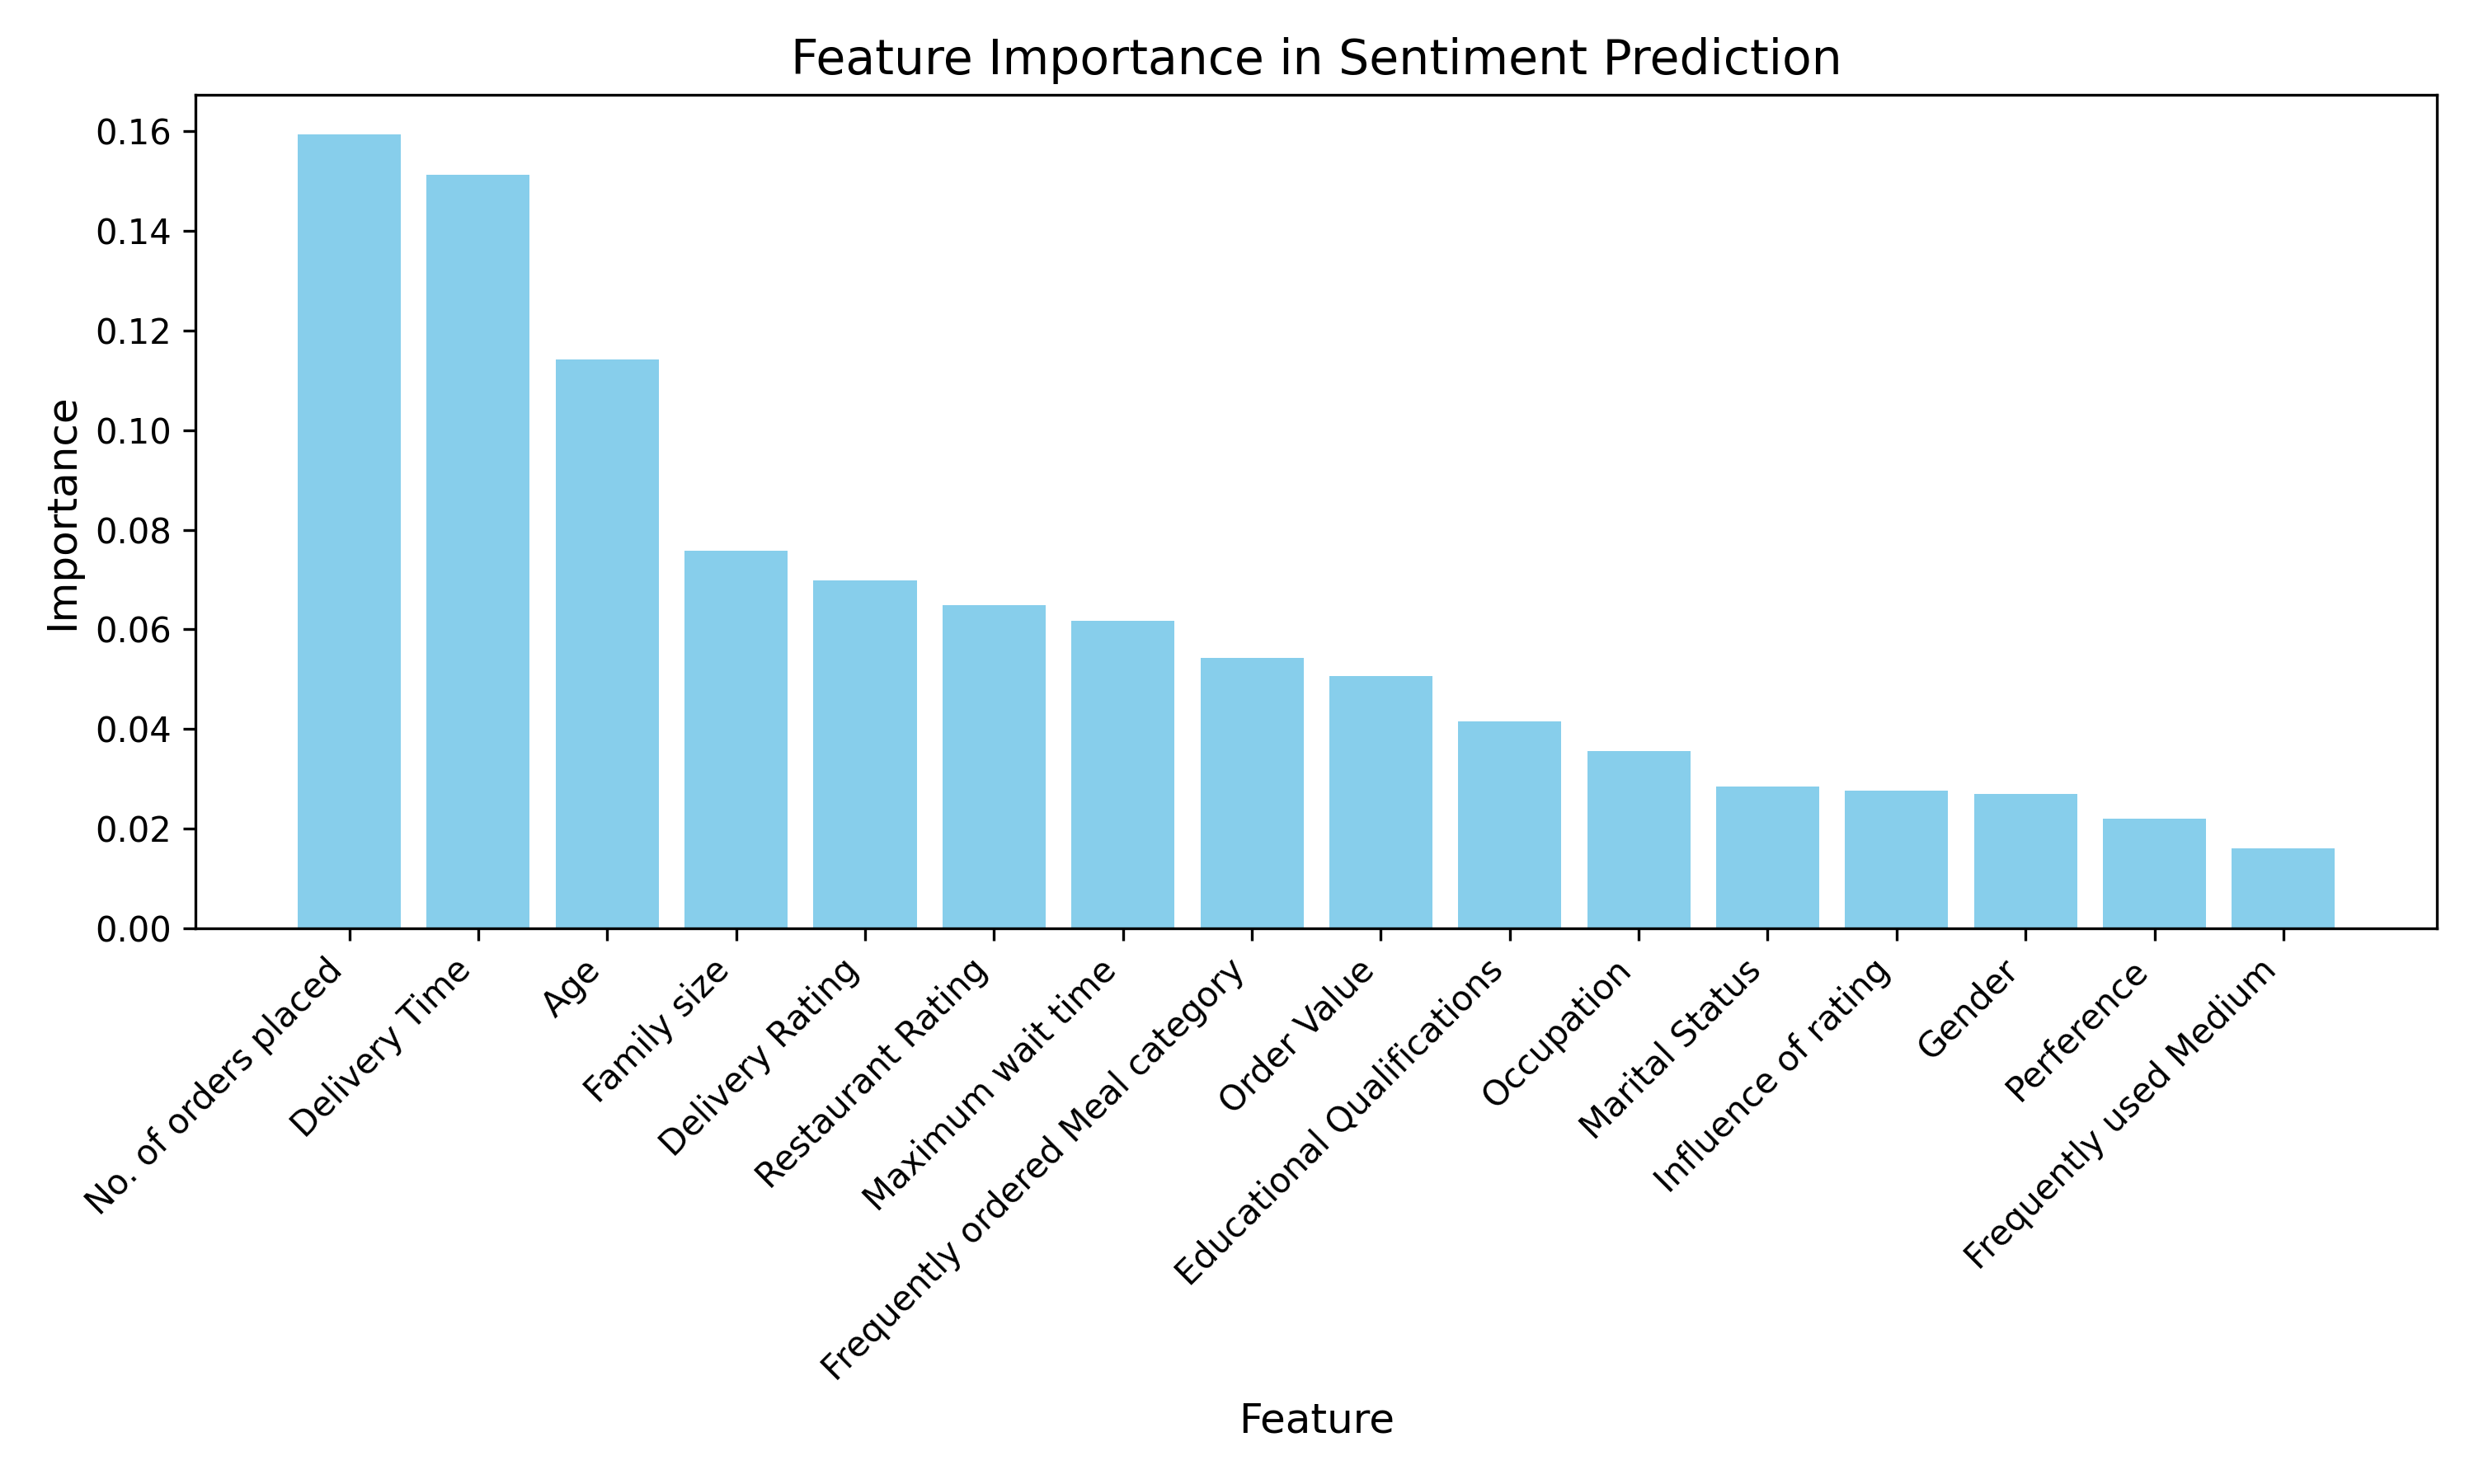 Feature Importance in Sentiment Prediction
Importance
0.16
0.14
0.12
0.10
0.08
0.06
0.04
0.02
0.00
No. of orders placed
Delivery Time
Age
Family size
Delivery Rating
Restaurant Rating
Maximum wait time
Frequently ordered Meal category
Order Value
Educational Qualifications
Occupation
Marital Status
Influence of rating
Gender
Perference
Frequently used Medium
Feature